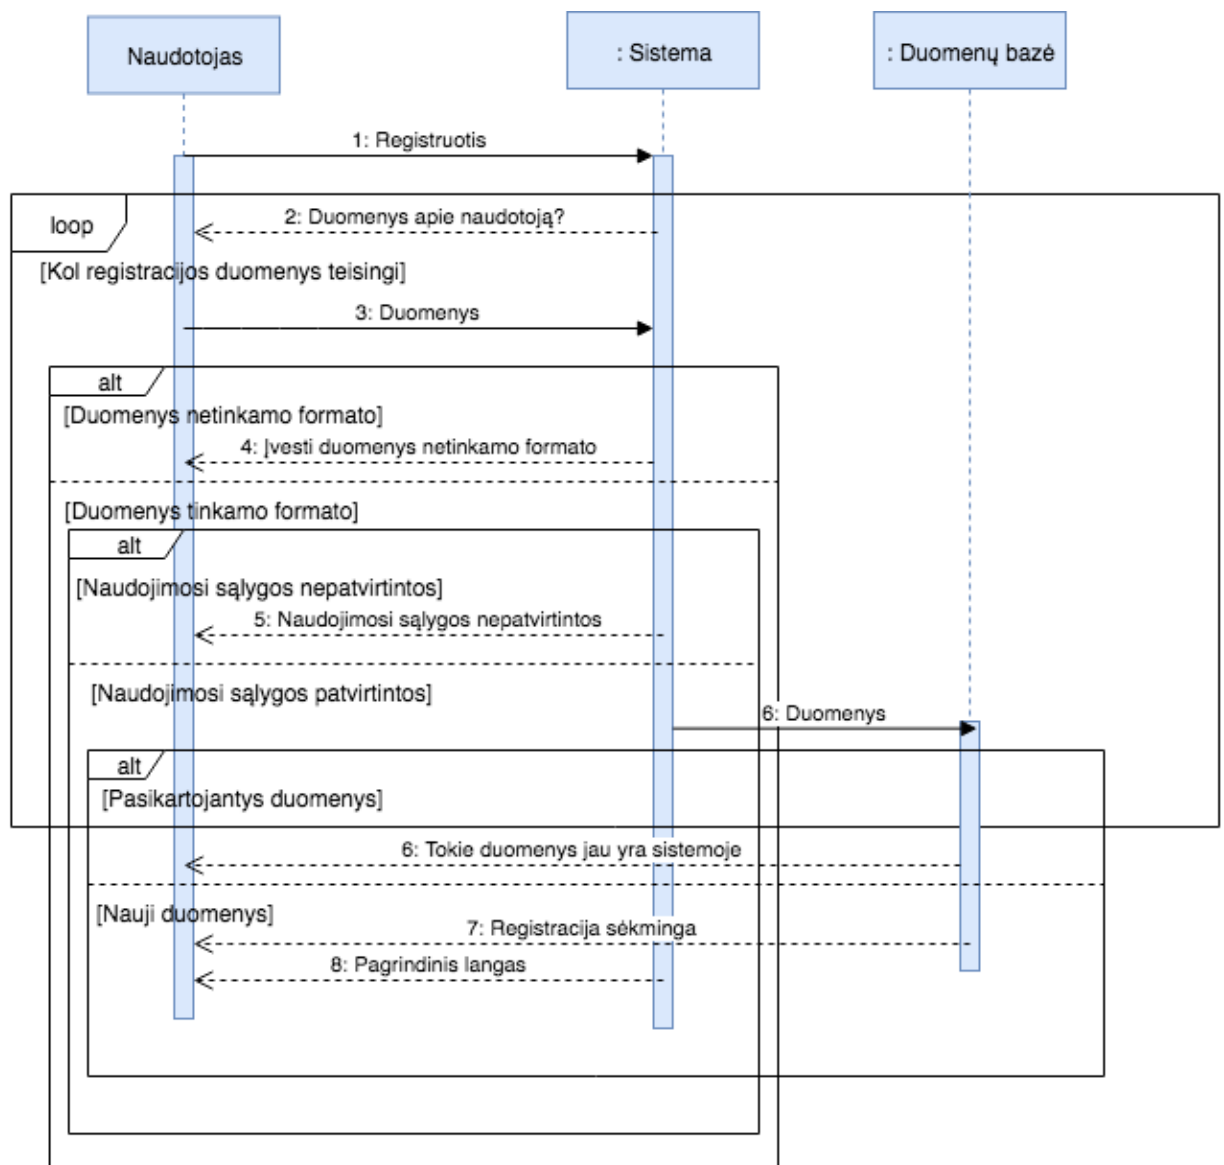 Naudotojas
: Sistema
: Duomenų bazė
1: Registruotis
loop
2: Duomenys apie naudotoją?
[Kol registracijos duomenys teisingi]
3: Duomenys
alt
[Duomenys netinkamo formato]
4: Įvesti duomenys netinkamo formato
[Duomenys tinkamo formato]
alt
[Naudojimosi sąlygos nepatvirtintos]
5: Naudojimosi sąlygos nepatvirtintos
[Naudojimosi sąlygos patvirtintos]
6: Duomenys
alt
[Pasikartojantys duomenys]
6: Tokie duomenys jau yra sistemoje
[Nauji duomenys]
7: Registracija sėkminga
8: Pagrindinis langas